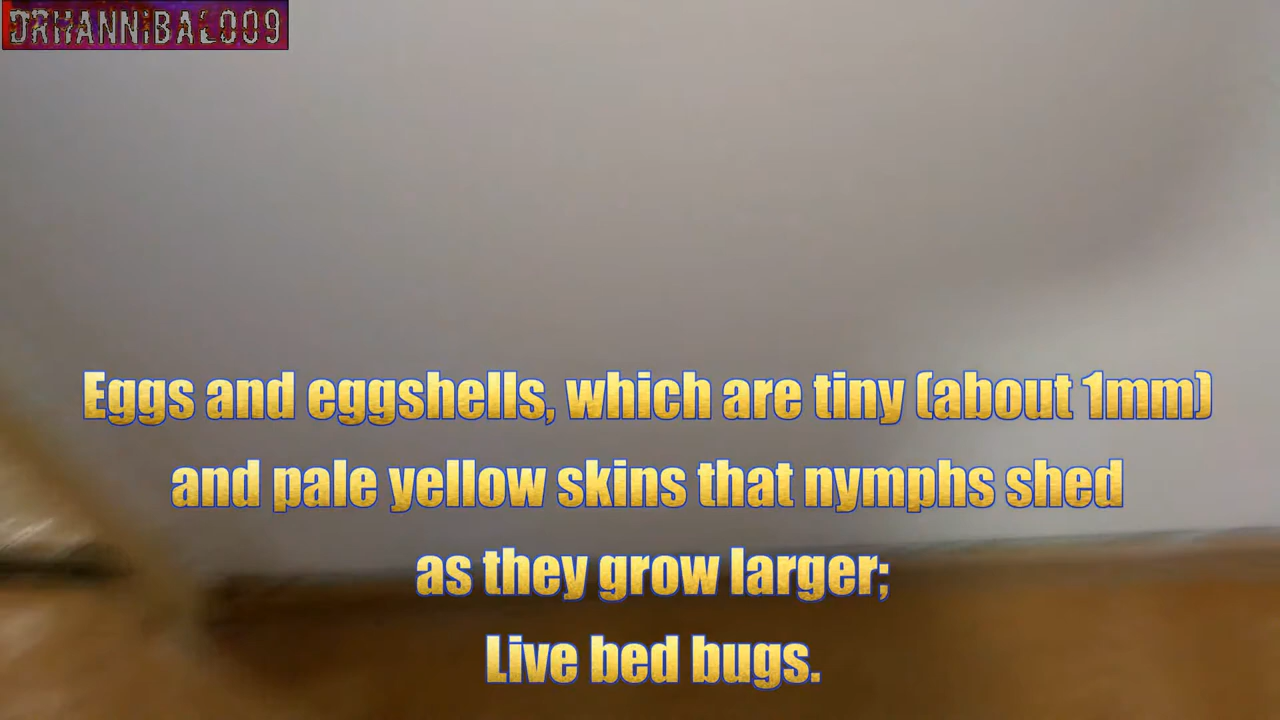 DRHANNIBAL009
Eggs and eggshells, which are tiny (about 1mm)
and pale yellow skins that nymphs shed
as they grow larger;
Live bed bugs.